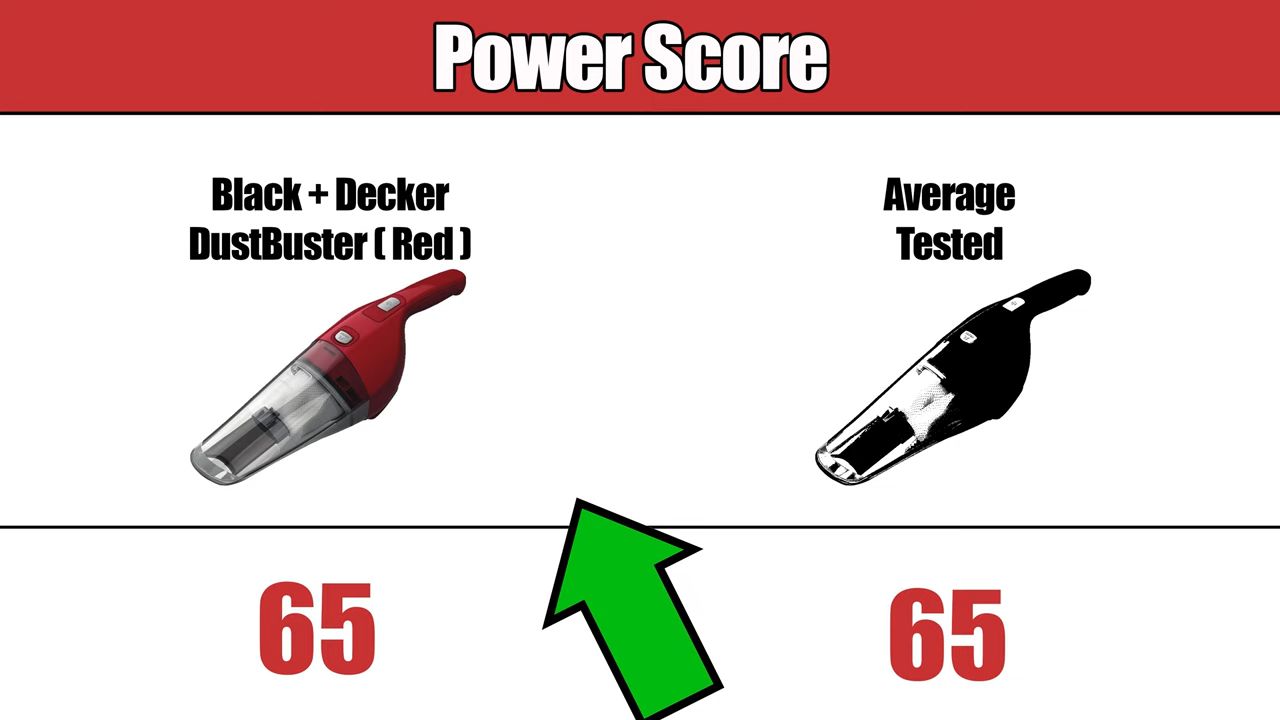 Power Score
Black + Decker
DustBuster ( Red )
Average
Tested
65
65